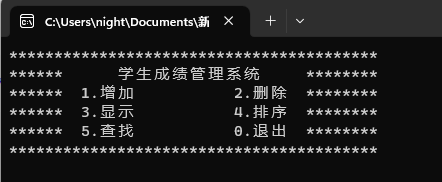 C:\Users\night\Documents\新
*****************************************
******      学生成绩管理系统     ********
******  1.增加           2.删除  ********
******  3.显示           4.排序  ********
******  5.查找           0.退出  ********
*****************************************